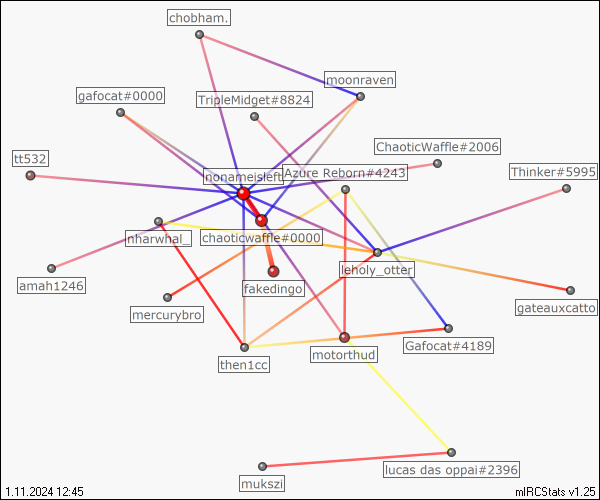 chobham.
moonraven
gafocat#0000
TripleMidget#8824
ChaoticWaffle#2006
tt532
Thinker#5995
nonameisleft
Azure Reborn#4243
nharwhal_
chaoticwaffle#0000
leholy_otter
amah1246
fakedingo
mercurybro
gateauxcatto
Gafocat#4189
motorthud
then1cc
lucas das oppai#2396
mukszi
1.11.2024 12:45
mIRCStats v1.25